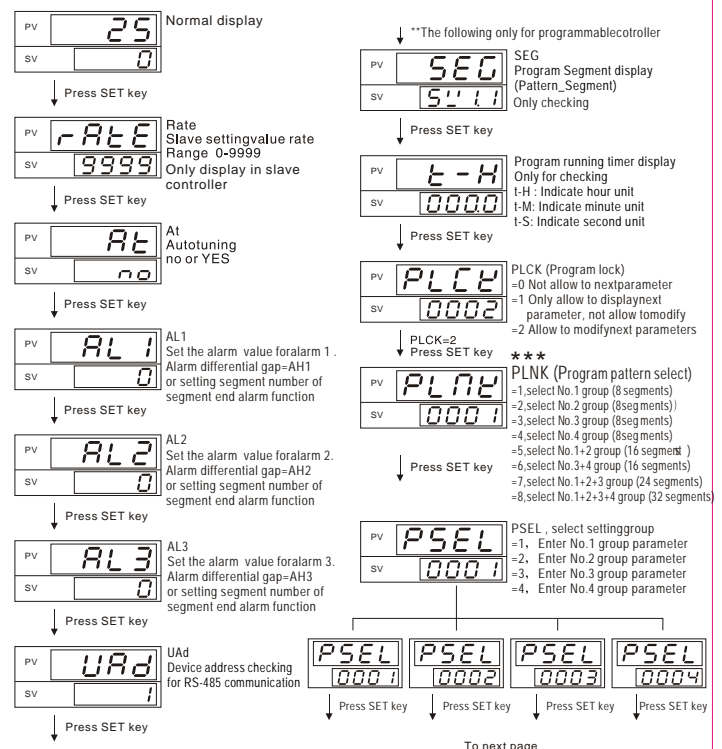 PV 25
SV 0
Normal display
Press SET key
PV rAtE
SV 9999
Rate
Slave settingvalue rate
Range 0-9999
Only display in slave
controller
Press SET key
PV At
SV no
At
Autotuning
no or YES
Press SET key
PV AL1
SV 0
AL1
Set the alarm value foralarm 1 .
Alarm differential gap=AH1
or setting segment number of
segment end alarm function
Press SET key
PV AL2
SV 0
AL2
Set the alarm value foralarm 2.
Alarm differential gap=AH2
or setting segment number of
segment end alarm function
Press SET key
PV AL3
SV 0
AL3
Set the alarm value foralarm 3.
Alarm differential gap=AH3
or setting segment number of
segment end alarm function
Press SET key
PV UAd
SV 1
UAd
Device address checking
for RS-485 communication
Press SET key
**The following only for programmablecotroller
PV SEG
SV
SEG
Program Segment display
(Pattern_Segment)
Only checking
Press SET key
PV t-H
SV 000.0
Program running timer display
Only for checking
t-H : Indicate hour unit
t-M: Indicate minute unit
t-S: Indicate second unit
Press SET key
PV PLCK
SV 0002
PLCK (Program lock)
=0 Not allow to nextparameter
=1 Only allow to displaynext
parameter, not allow tomodify
=2 Allow to modifynext parameters
PLCK=2
Press SET key
***
PV PLNK
SV 0001
PLNK (Program pattern select)
=1,select No.1 group (8 segments)
=2,select No.2 group (8seg ments))
=3,select No.3 group (8seg ments)
=4,select No.4 group (8seg ments)
=5,select No.1+2 group (16 segments )
=6,select No.3+4 group (16 segments)
=7,select No.1+2+3 group (24 segments)
=8,select No.1+2+3+4 group (32 segments)
Press SET key
PV PSEL
SV 0001
PSEL , select settinggroup
=1, Enter No.1 group parameter
=2, Enter No.2 group parameter
=3, Enter No.3 group parameter
=4, Enter No.4 group parameter
PSEL PSEL PSEL PSEL
0001 0002 0003 0004
Press SET key Press SET key Press SET key Press SET key
To next page